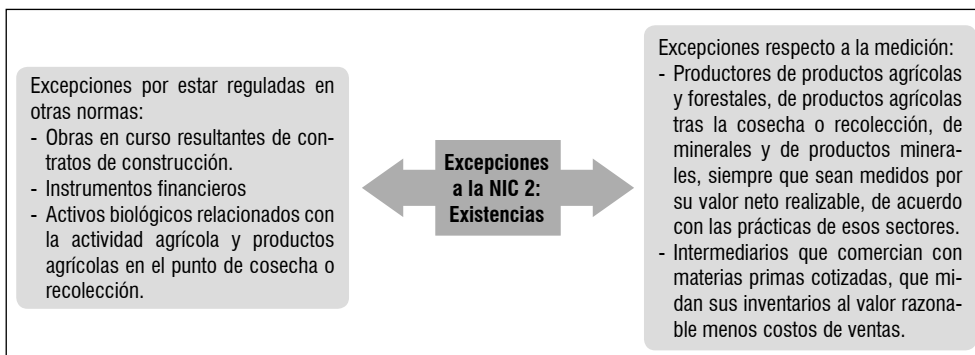 Excepciones por estar reguladas en
otras normas:
- Obras en curso resultantes de con-
tratos de construcción.
- Instrumentos financieros
- Activos biológicos relacionados con
la actividad agrícola y productos
agrícolas en el punto de cosecha o
recolección.
Excepciones
a la NIC 2:
Existencias
Excepciones respecto a la medición:
- Productores de productos agrícolas
y forestales, de productos agrícolas
tras la cosecha o recolección, de
minerales y de productos minera-
les, siempre que sean medidos por
su valor neto realizable, de acuerdo
con las prácticas de esos sectores.
- Intermediarios que comercian con
materias primas cotizadas, que mi-
dan sus inventarios al valor razona-
ble menos costos de ventas.